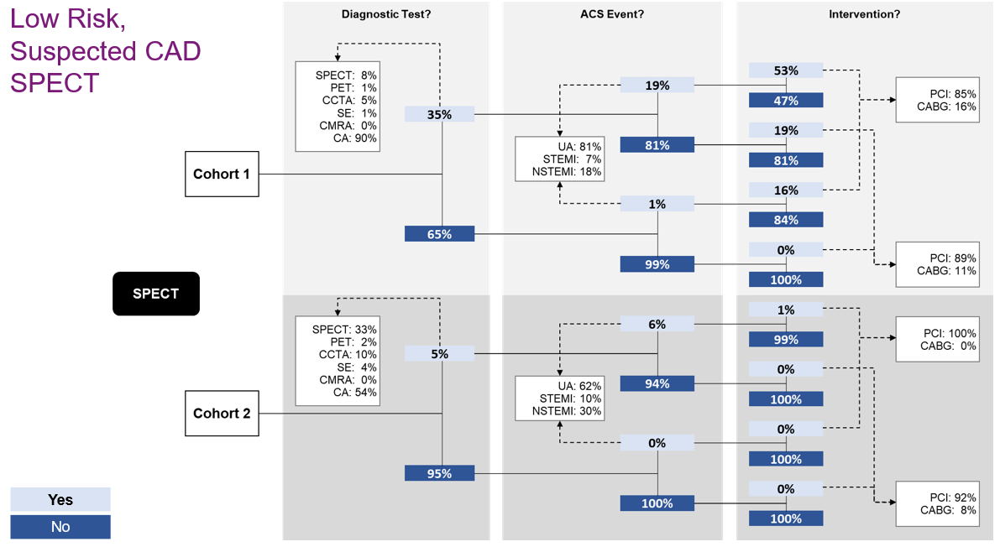 Low Risk,
Suspected CAD
SPECT
Diagnostic Test?
ACS Event?
Intervention?
SPECT: 8%
PET: 1%
CCTA: 5%
SE: 1%
CMRA: 0%
CA: 90%
35%
65%
Cohort 1
19%
81%
UA: 81%
STEMI: 7%
NSTEMI: 18%
1%
99%
53%
47%
19%
81%
16%
84%
0%
100%
PCI: 85%
CABG: 16%
PCI: 89%
CABG: 11%
SPECT
SPECT: 33%
PET: 2%
CCTA: 10%
SE: 4%
CMRA: 0%
CA: 54%
5%
95%
Cohort 2
6%
94%
UA: 62%
STEMI: 10%
NSTEMI: 30%
0%
100%
1%
99%
0%
100%
0%
100%
0%
100%
PCI: 100%
CABG: 0%
PCI: 92%
CABG: 8%
Yes
No